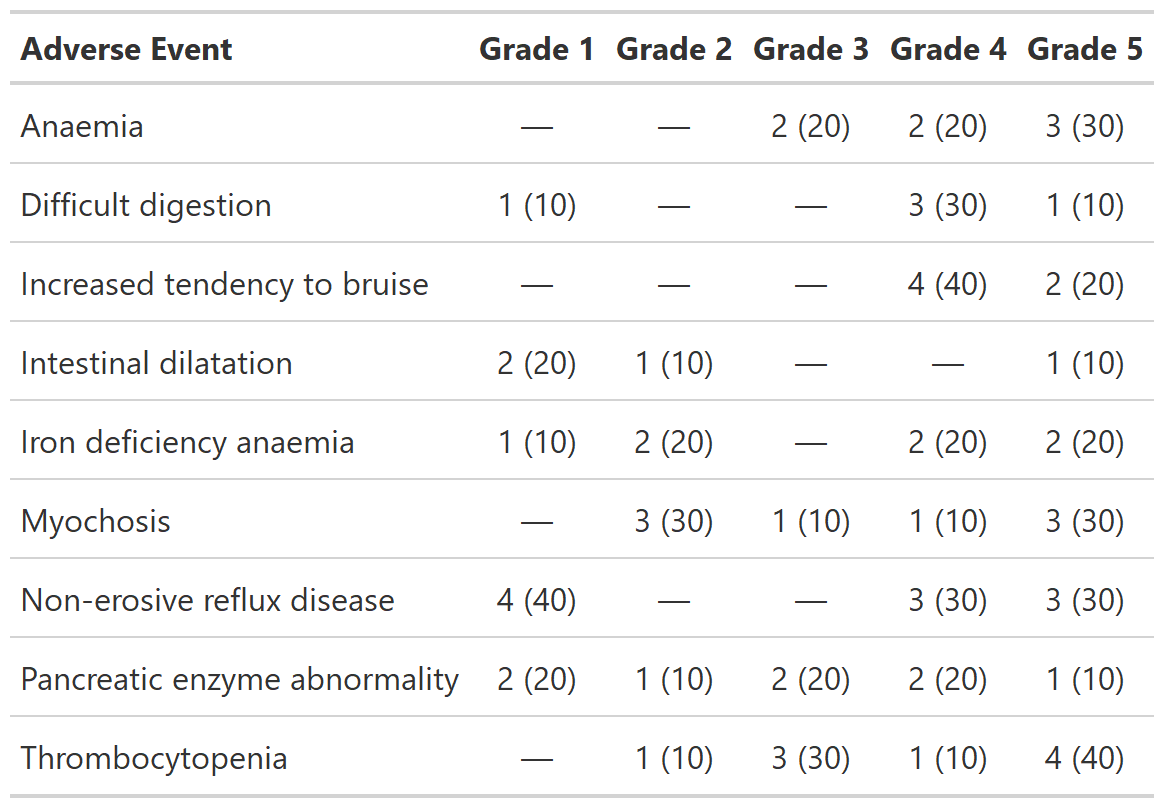 Adverse Event Grade 1 Grade 2 Grade 3 Grade 4 Grade 5
Anaemia — — 2 (20) 2 (20) 3 (30)
Difficult digestion 1 (10) — — 3 (30) 1 (10)
Increased tendency to bruise — — — 4 (40) 2 (20)
Intestinal dilatation 2 (20) 1 (10) — — 1 (10)
Iron deficiency anaemia 1 (10) 2 (20) — 2 (20) 2 (20)
Myochosis — 3 (30) 1 (10) 1 (10) 3 (30)
Non-erosive reflux disease 4 (40) — — 3 (30) 3 (30)
Pancreatic enzyme abnormality 2 (20) 1 (10) 2 (20) 2 (20) 1 (10)
Thrombocytopenia — 1 (10) 3 (30) 1 (10) 4 (40)